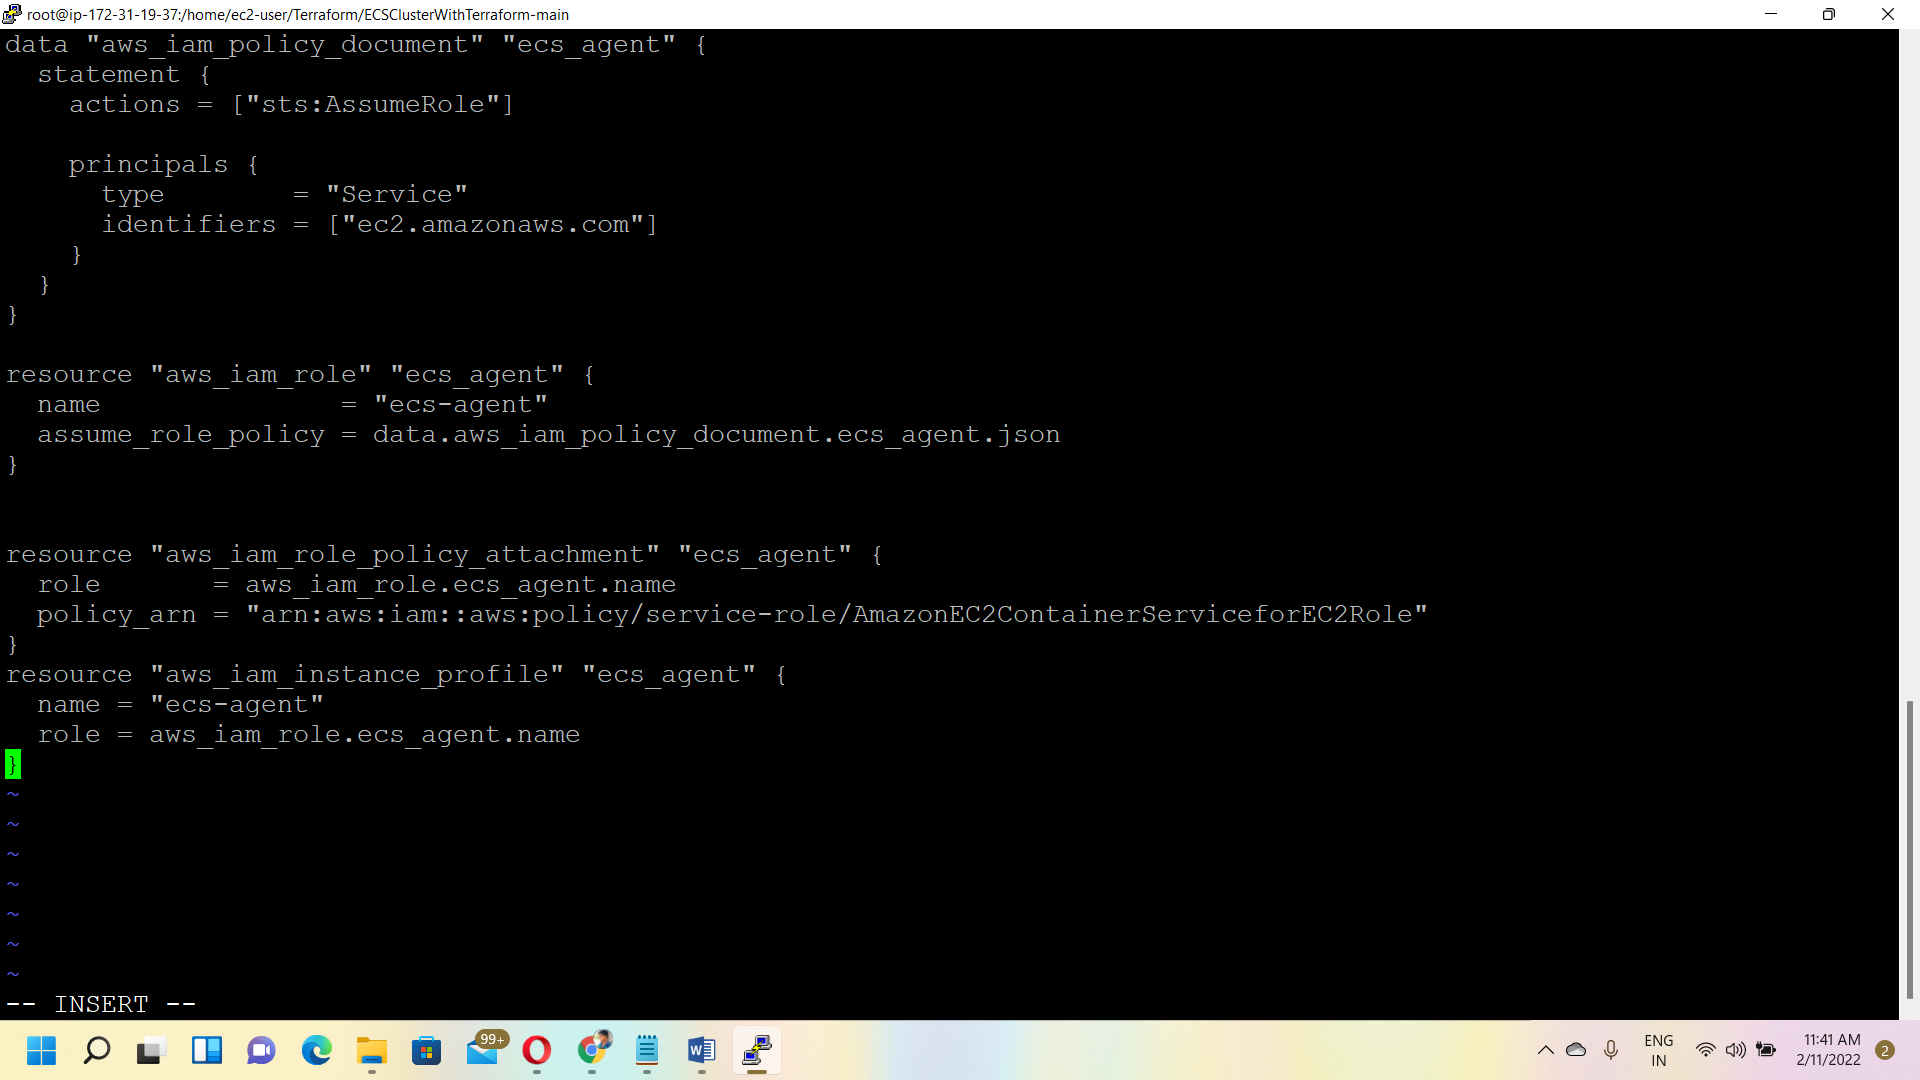 root@ip-172-31-19-37:/home/ec2-user/Terraform/ECSClusterWithTerraform-main
data "aws_iam_policy_document" "ecs_agent" {
  statement {
    actions = ["sts:AssumeRole"]

    principals {
      type        = "Service"
      identifiers = ["ec2.amazonaws.com"]
    }
  }
}

resource "aws_iam_role" "ecs_agent" {
  name               = "ecs-agent"
  assume_role_policy = data.aws_iam_policy_document.ecs_agent.json
}


resource "aws_iam_role_policy_attachment" "ecs_agent" {
  role       = aws_iam_role.ecs_agent.name
  policy_arn = "arn:aws:iam::aws:policy/service-role/AmazonEC2ContainerServiceforEC2Role"
}
resource "aws_iam_instance_profile" "ecs_agent" {
  name = "ecs-agent"
  role = aws_iam_role.ecs_agent.name
}
~
~
~
~
~
~
~
-- INSERT --
99+
W
ENG
IN
11:41 AM
2/11/2022
2